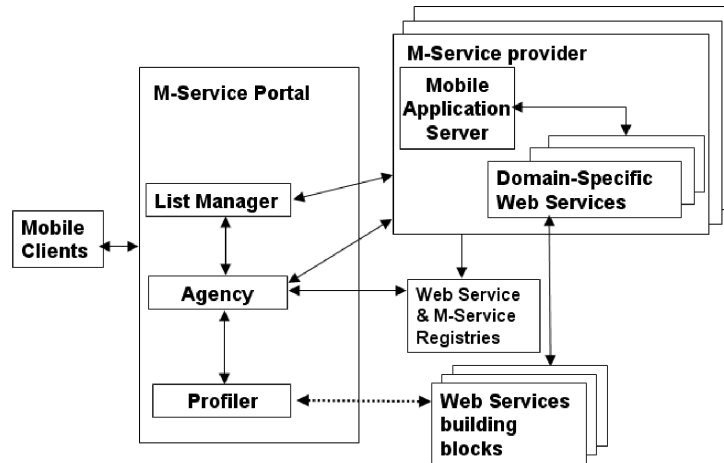 M-Service provider
Mobile
Application
Server
Domain-Specific
Web Services
M-Service Portal
List Manager
Agency
Profiler
Mobile
Clients
Web Service
& M-Service
Registries
Web Services
building
blocks